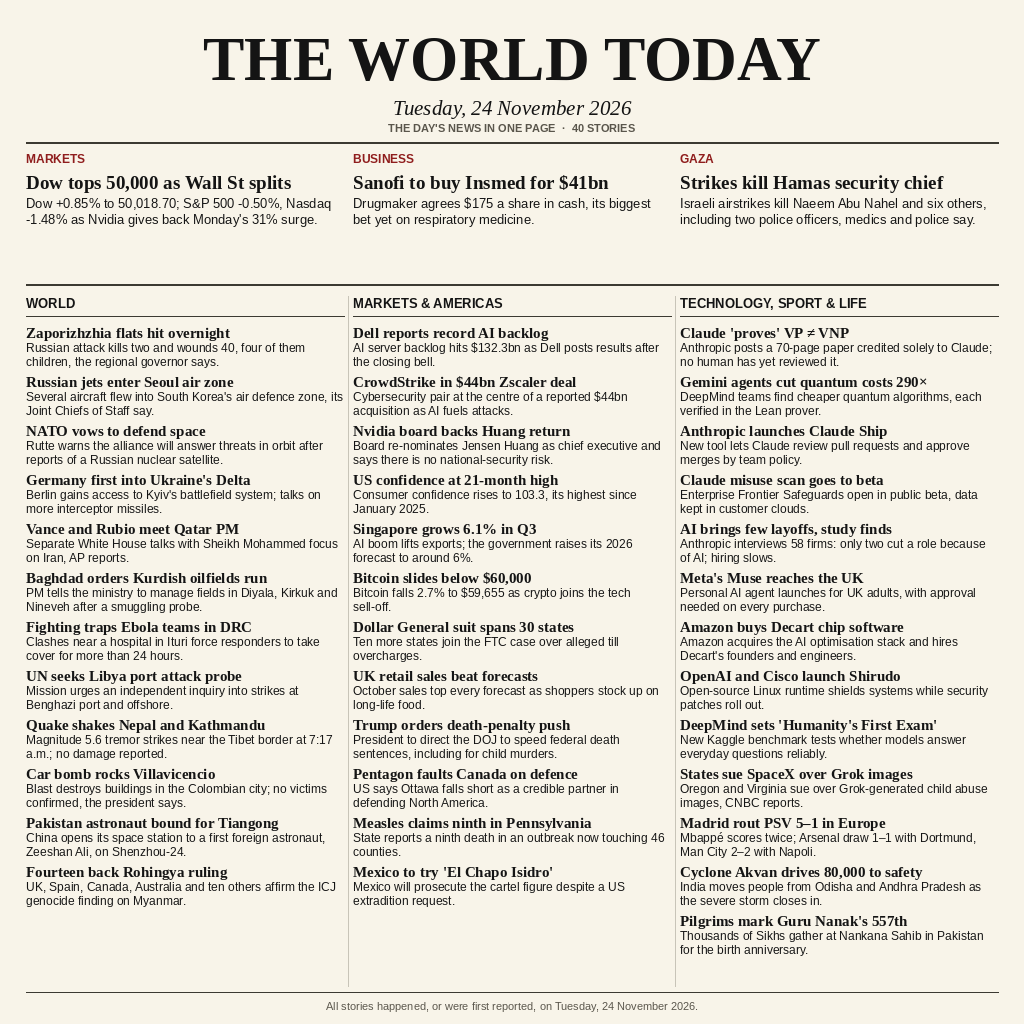 THE WORLD TODAY
Tuesday, 24 November 2026
THE DAY'S NEWS IN ONE PAGE · 40 STORIES
MARKETS
Dow tops 50,000 as Wall St splits
Dow +0.85% to 50,018.70; S&P 500 -0.50%, Nasdaq
-1.48% as Nvidia gives back Monday's 31% surge.
BUSINESS
Sanofi to buy Insmed for $41bn
Drugmaker agrees $175 a share in cash, its biggest
bet yet on respiratory medicine.
GAZA
Strikes kill Hamas security chief
Israeli airstrikes kill Naeem Abu Nahel and six others,
including two police officers, medics and police say.
WORLD
Zaporizhzhia flats hit overnight
Russian attack kills two and wounds 40, four of them
children, the regional governor says.
Russian jets enter Seoul air zone
Several aircraft flew into South Korea's air defence zone, its
Joint Chiefs of Staff say.
NATO vows to defend space
Rutte warns the alliance will answer threats in orbit after
reports of a Russian nuclear satellite.
Germany first into Ukraine's Delta
Berlin gains access to Kyiv's battlefield system; talks on
more interceptor missiles.
Vance and Rubio meet Qatar PM
Separate White House talks with Sheikh Mohammed focus
on Iran, AP reports.
Baghdad orders Kurdish oilfields run
PM tells the ministry to manage fields in Diyala, Kirkuk and
Nineveh after a smuggling probe.
Fighting traps Ebola teams in DRC
Clashes near a hospital in Ituri force responders to take
cover for more than 24 hours.
UN seeks Libya port attack probe
Mission urges an independent inquiry into strikes at
Benghazi port and offshore.
Quake shakes Nepal and Kathmandu
Magnitude 5.6 tremor strikes near the Tibet border at 7:17
a.m.; no damage reported.
Car bomb rocks Villavicencio
Blast destroys buildings in the Colombian city; no victims
confirmed, the president says.
Pakistan astronaut bound for Tiangong
China opens its space station to a first foreign astronaut,
Zeeshan Ali, on Shenzhou-24.
Fourteen back Rohingya ruling
UK, Spain, Canada, Australia and ten others affirm the ICJ
genocide finding on Myanmar.
MARKETS & AMERICAS
Dell reports record AI backlog
AI server backlog hits $132.3bn as Dell posts results after
the closing bell.
CrowdStrike in $44bn Zscaler deal
Cybersecurity pair at the centre of a reported $44bn
acquisition as AI fuels attacks.
Nvidia board backs Huang return
Board re-nominates Jensen Huang as chief executive and
says there is no national-security risk.
US confidence at 21-month high
Consumer confidence rises to 103.3, its highest since
January 2025.
Singapore grows 6.1% in Q3
AI boom lifts exports; the government raises its 2026
forecast to around 6%.
Bitcoin slides below $60,000
Bitcoin falls 2.7% to $59,655 as crypto joins the tech
sell-off.
Dollar General suit spans 30 states
Ten more states join the FTC case over alleged till
overcharges.
UK retail sales beat forecasts
October sales top every forecast as shoppers stock up on
long-life food.
Trump orders death-penalty push
President to direct the DOJ to speed federal death
sentences, including for child murders.
Pentagon faults Canada on defence
US says Ottawa falls short as a credible partner in
defending North America.
Measles claims ninth in Pennsylvania
State reports a ninth death in an outbreak now touching 46
counties.
Mexico to try 'El Chapo Isidro'
Mexico will prosecute the cartel figure despite a US
extradition request.
TECHNOLOGY, SPORT & LIFE
Claude 'proves' VP ≠ VNP
Anthropic posts a 70-page paper credited solely to Claude;
no human has yet reviewed it.
Gemini agents cut quantum costs 290×
DeepMind teams find cheaper quantum algorithms, each
verified in the Lean prover.
Anthropic launches Claude Ship
New tool lets Claude review pull requests and approve
merges by team policy.
Claude misuse scan goes to beta
Enterprise Frontier Safeguards open in public beta, data
kept in customer clouds.
AI brings few layoffs, study finds
Anthropic interviews 58 firms: only two cut a role because
of AI; hiring slows.
Meta's Muse reaches the UK
Personal AI agent launches for UK adults, with approval
needed on every purchase.
Amazon buys Decart chip software
Amazon acquires the AI optimisation stack and hires
Decart's founders and engineers.
OpenAI and Cisco launch Shirudo
Open-source Linux runtime shields systems while security
patches roll out.
DeepMind sets 'Humanity's First Exam'
New Kaggle benchmark tests whether models answer
everyday questions reliably.
States sue SpaceX over Grok images
Oregon and Virginia sue over Grok-generated child abuse
images, CNBC reports.
Madrid rout PSV 5–1 in Europe
Mbappé scores twice; Arsenal draw 1–1 with Dortmund,
Man City 2–2 with Napoli.
Cyclone Akvan drives 80,000 to safety
India moves people from Odisha and Andhra Pradesh as
the severe storm closes in.
Pilgrims mark Guru Nanak's 557th
Thousands of Sikhs gather at Nankana Sahib in Pakistan
for the birth anniversary.
All stories happened, or were first reported, on Tuesday, 24 November 2026.